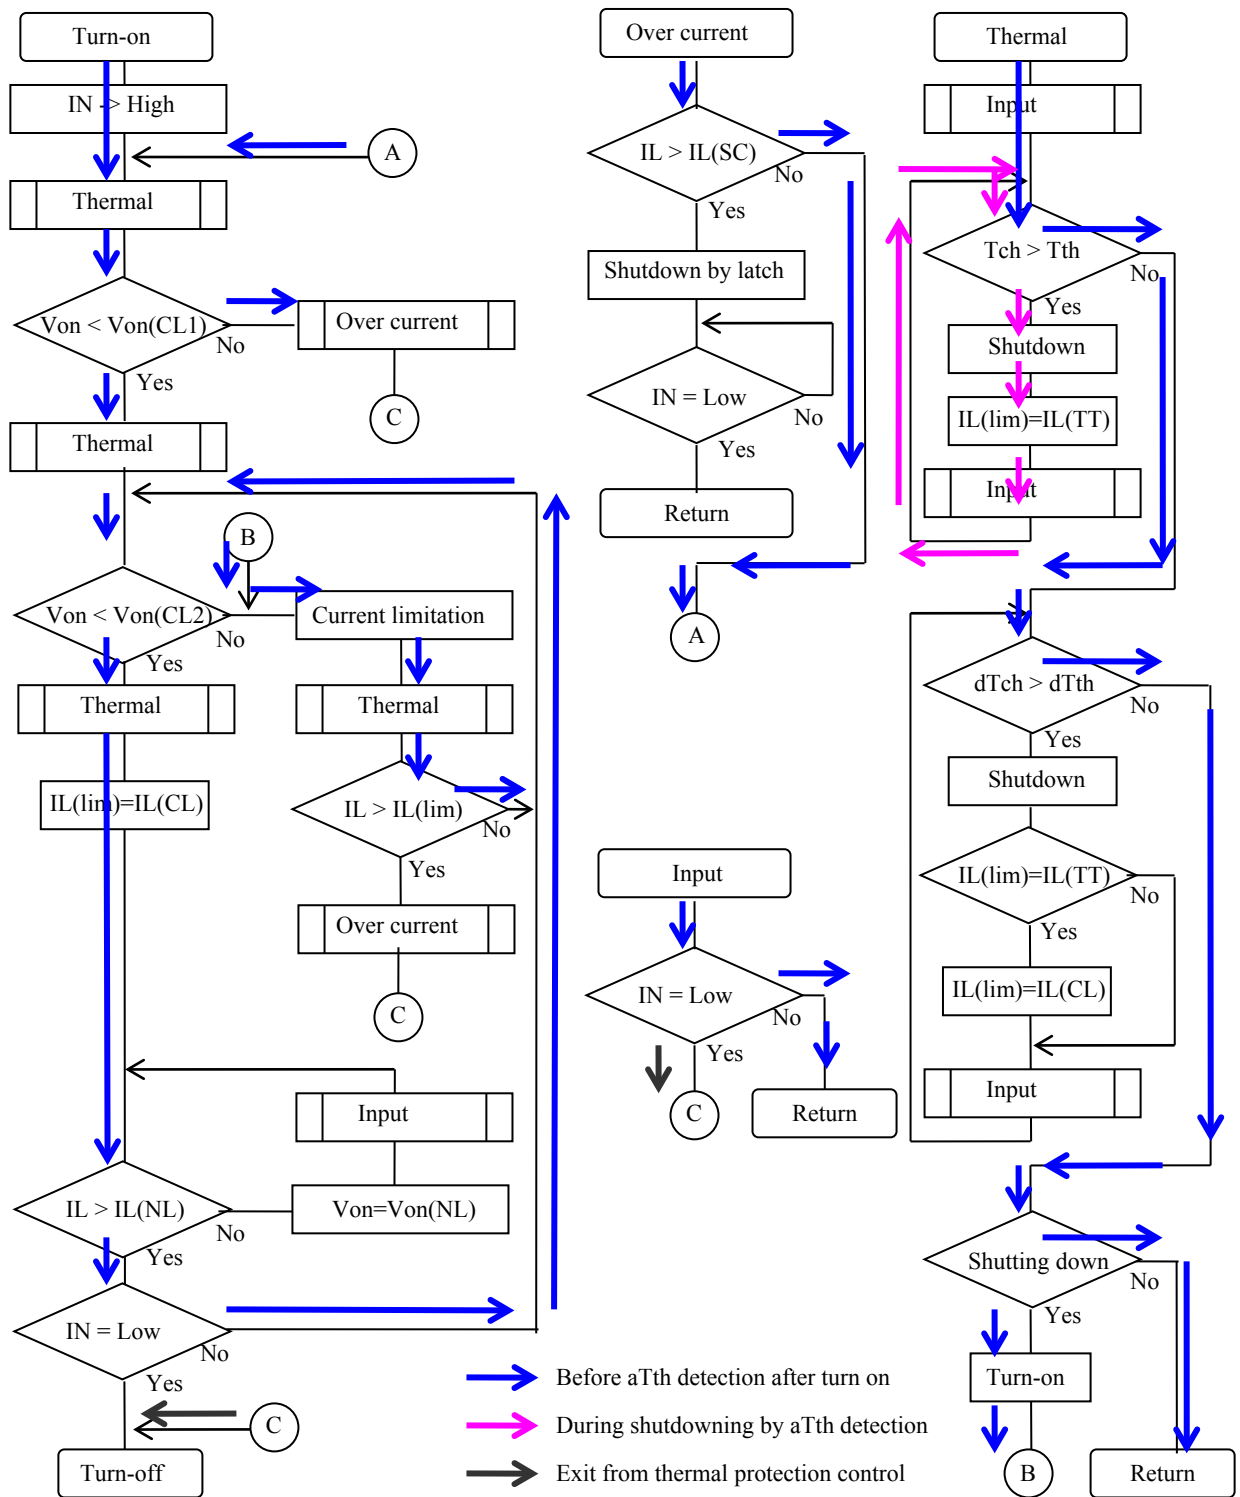 Turn-on
IN -> High
A
Thermal
Von < Von(CL1)
No
Yes
Over current
C
Thermal
B
Von < Von(CL2)
No
Yes
Current limitation
Thermal
Thermal
IL(lim)=IL(CL)
IL > IL(lim)
No
Yes
Over current
C
Input
Von=Von(NL)
IL > IL(NL)
No
Yes
IN = Low
No
Yes
C
Turn-off
Over current
IL > IL(SC)
No
Yes
Shutdown by latch
IN = Low
No
Yes
Return
A
Input
IN = Low
No
Yes
C
Return
Thermal
Input
Tch > Tth
No
Yes
Shutdown
IL(lim)=IL(TT)
Input
dTch > dTth
No
Yes
Shutdown
IL(lim)=IL(TT)
No
Yes
IL(lim)=IL(CL)
Input
Shutting down
No
Yes
Turn-on
B
Return
Before aTth detection after turn on
During shutdowning by aTth detection
Exit from thermal protection control